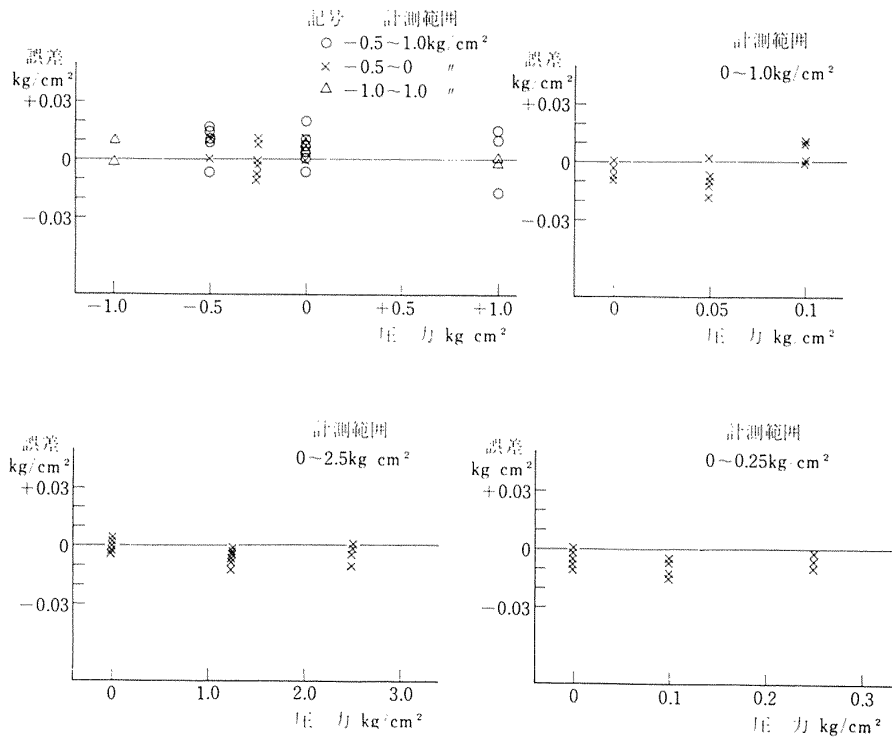 記号 計測範囲
○ −0.5~1.0kg/cm²
× −0.5~0 〃
△ −1.0~1.0 〃
誤差
kg/cm²
+0.03
0
−0.03
−1.0 −0.5 0 +0.5 +1.0
圧 力 kg cm²
計測範囲
0~1.0kg/cm²
誤差
kg/cm²
+0.03
0
−0.03
0 0.05 0.1
圧 力 kg cm²
計測範囲
0~2.5kg cm²
誤差
kg/cm²
+0.03
0
−0.03
0 1.0 2.0 3.0
圧 力 kg/cm²
計測範囲
0~0.25kg cm²
誤差
kg cm²
+0.03
0
−0.03
0 0.1 0.2 0.3
圧 力 kg/cm²